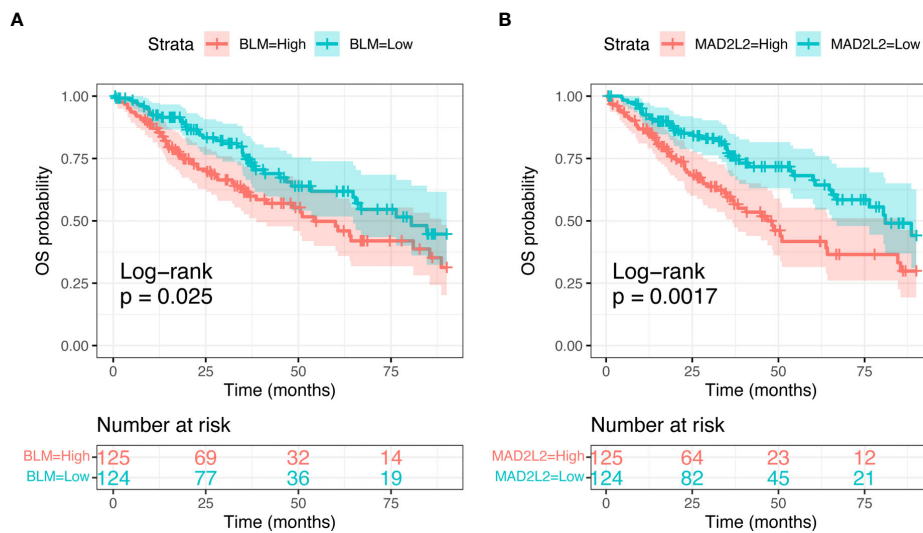 A
Strata BLM=High BLM=Low
OS probability
1.00
0.75
0.50
0.25
0.00
Log-rank
p = 0.025
0 25 50 75
Time (months)
Number at risk
BLM=High 125 69 32 14
BLM=Low 124 77 36 19
0 25 50 75
Time (months)
B
Strata MAD2L2=High MAD2L2=Low
OS probability
1.00
0.75
0.50
0.25
0.00
Log-rank
p = 0.0017
0 25 50 75
Time (months)
Number at risk
MAD2L2=High 125 64 23 12
MAD2L2=Low 124 82 45 21
0 25 50 75
Time (months)